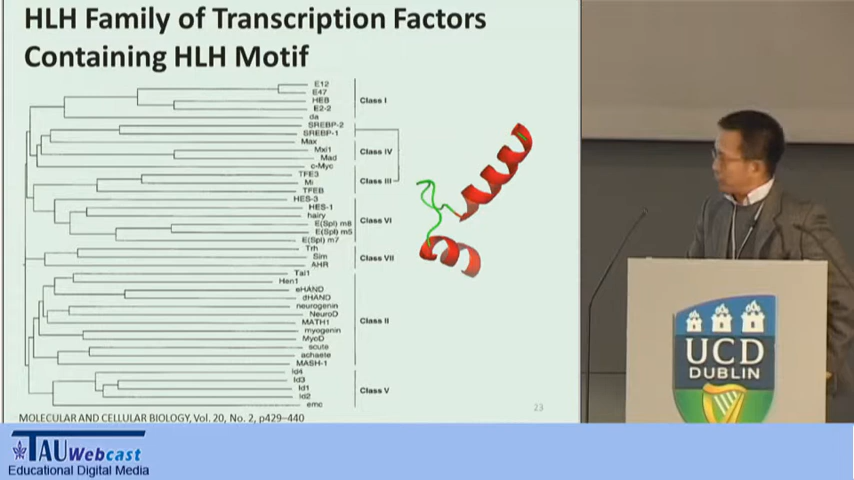 HLH Family of Transcription Factors
Containing HLH Motif
E12
E47
HEB
E2-2
da
Class I
SREBP-2
SREBP-1
Max
Mxi1
Mad
c-Myc
Class IV
TFE3
Mi
TFEB
Class III
HES-3
HES-1
hairy
E(Spl) m8
E(Spl) m5
E(Spl) m7
Class VI
Trh
Sim
AHR
Class VII
Tal1
Hen1
eHAND
dHAND
neurogenin
NeuroD
MATH1
myogenin
MyoD
scute
achaete
MASH-1
Class II
Id4
Id3
Id1
Id2
emc
Class V
MOLECULAR AND CELLULAR BIOLOGY, Vol. 20, No. 2, p429–440
23
UCD
DUBLIN
TAU Webcast
Educational Digital Media